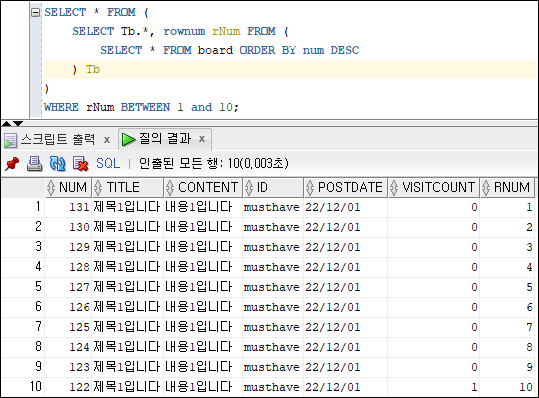 SELECT * FROM (
SELECT Tb.*, rownum rNum FROM (
SELECT * FROM board ORDER BY num DESC
) Tb
)
WHERE rNum BETWEEN 1 and 10;
스크립트 출력 x 질의 결과 x
SQL | 인출된 모든 행: 10(0,003초)
NUM TITLE CONTENT ID POSTDATE VISITCOUNT RNUM
1 131 제목1입니다 내용1입니다 musthave 22/12/01 0 1
2 130 제목1입니다 내용1입니다 musthave 22/12/01 0 2
3 129 제목1입니다 내용1입니다 musthave 22/12/01 0 3
4 128 제목1입니다 내용1입니다 musthave 22/12/01 0 4
5 127 제목1입니다 내용1입니다 musthave 22/12/01 0 5
6 126 제목1입니다 내용1입니다 musthave 22/12/01 0 6
7 125 제목1입니다 내용1입니다 musthave 22/12/01 0 7
8 124 제목1입니다 내용1입니다 musthave 22/12/01 0 8
9 123 제목1입니다 내용1입니다 musthave 22/12/01 0 9
10 122 제목1입니다 내용1입니다 musthave 22/12/01 1 10